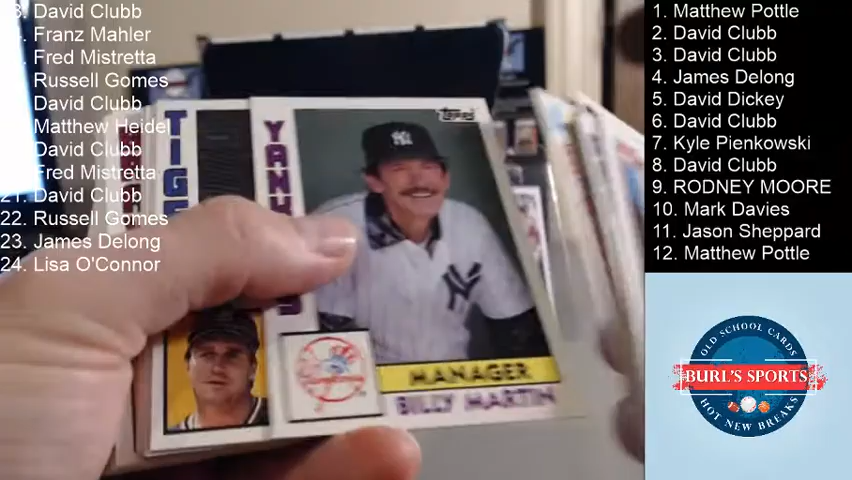 David Clubb
Franz Mahler
Fred Mistretta
Russell Gomes
David Clubb
Matthew Heidel
David Clubb
Fred Mistretta
21. David Clubb
22. Russell Gomes
23. James Delong
24. Lisa O'Connor
TIGE
YANK
S
topps
MANAGER
BILLY MARTIN
1. Matthew Pottle
2. David Clubb
3. David Clubb
4. James Delong
5. David Dickey
6. David Clubb
7. Kyle Pienkowski
8. David Clubb
9. RODNEY MOORE
10. Mark Davies
11. Jason Sheppard
12. Matthew Pottle
OLD SCHOOL CARDS
BURL'S SPORTS
HOT NEW BREAKS